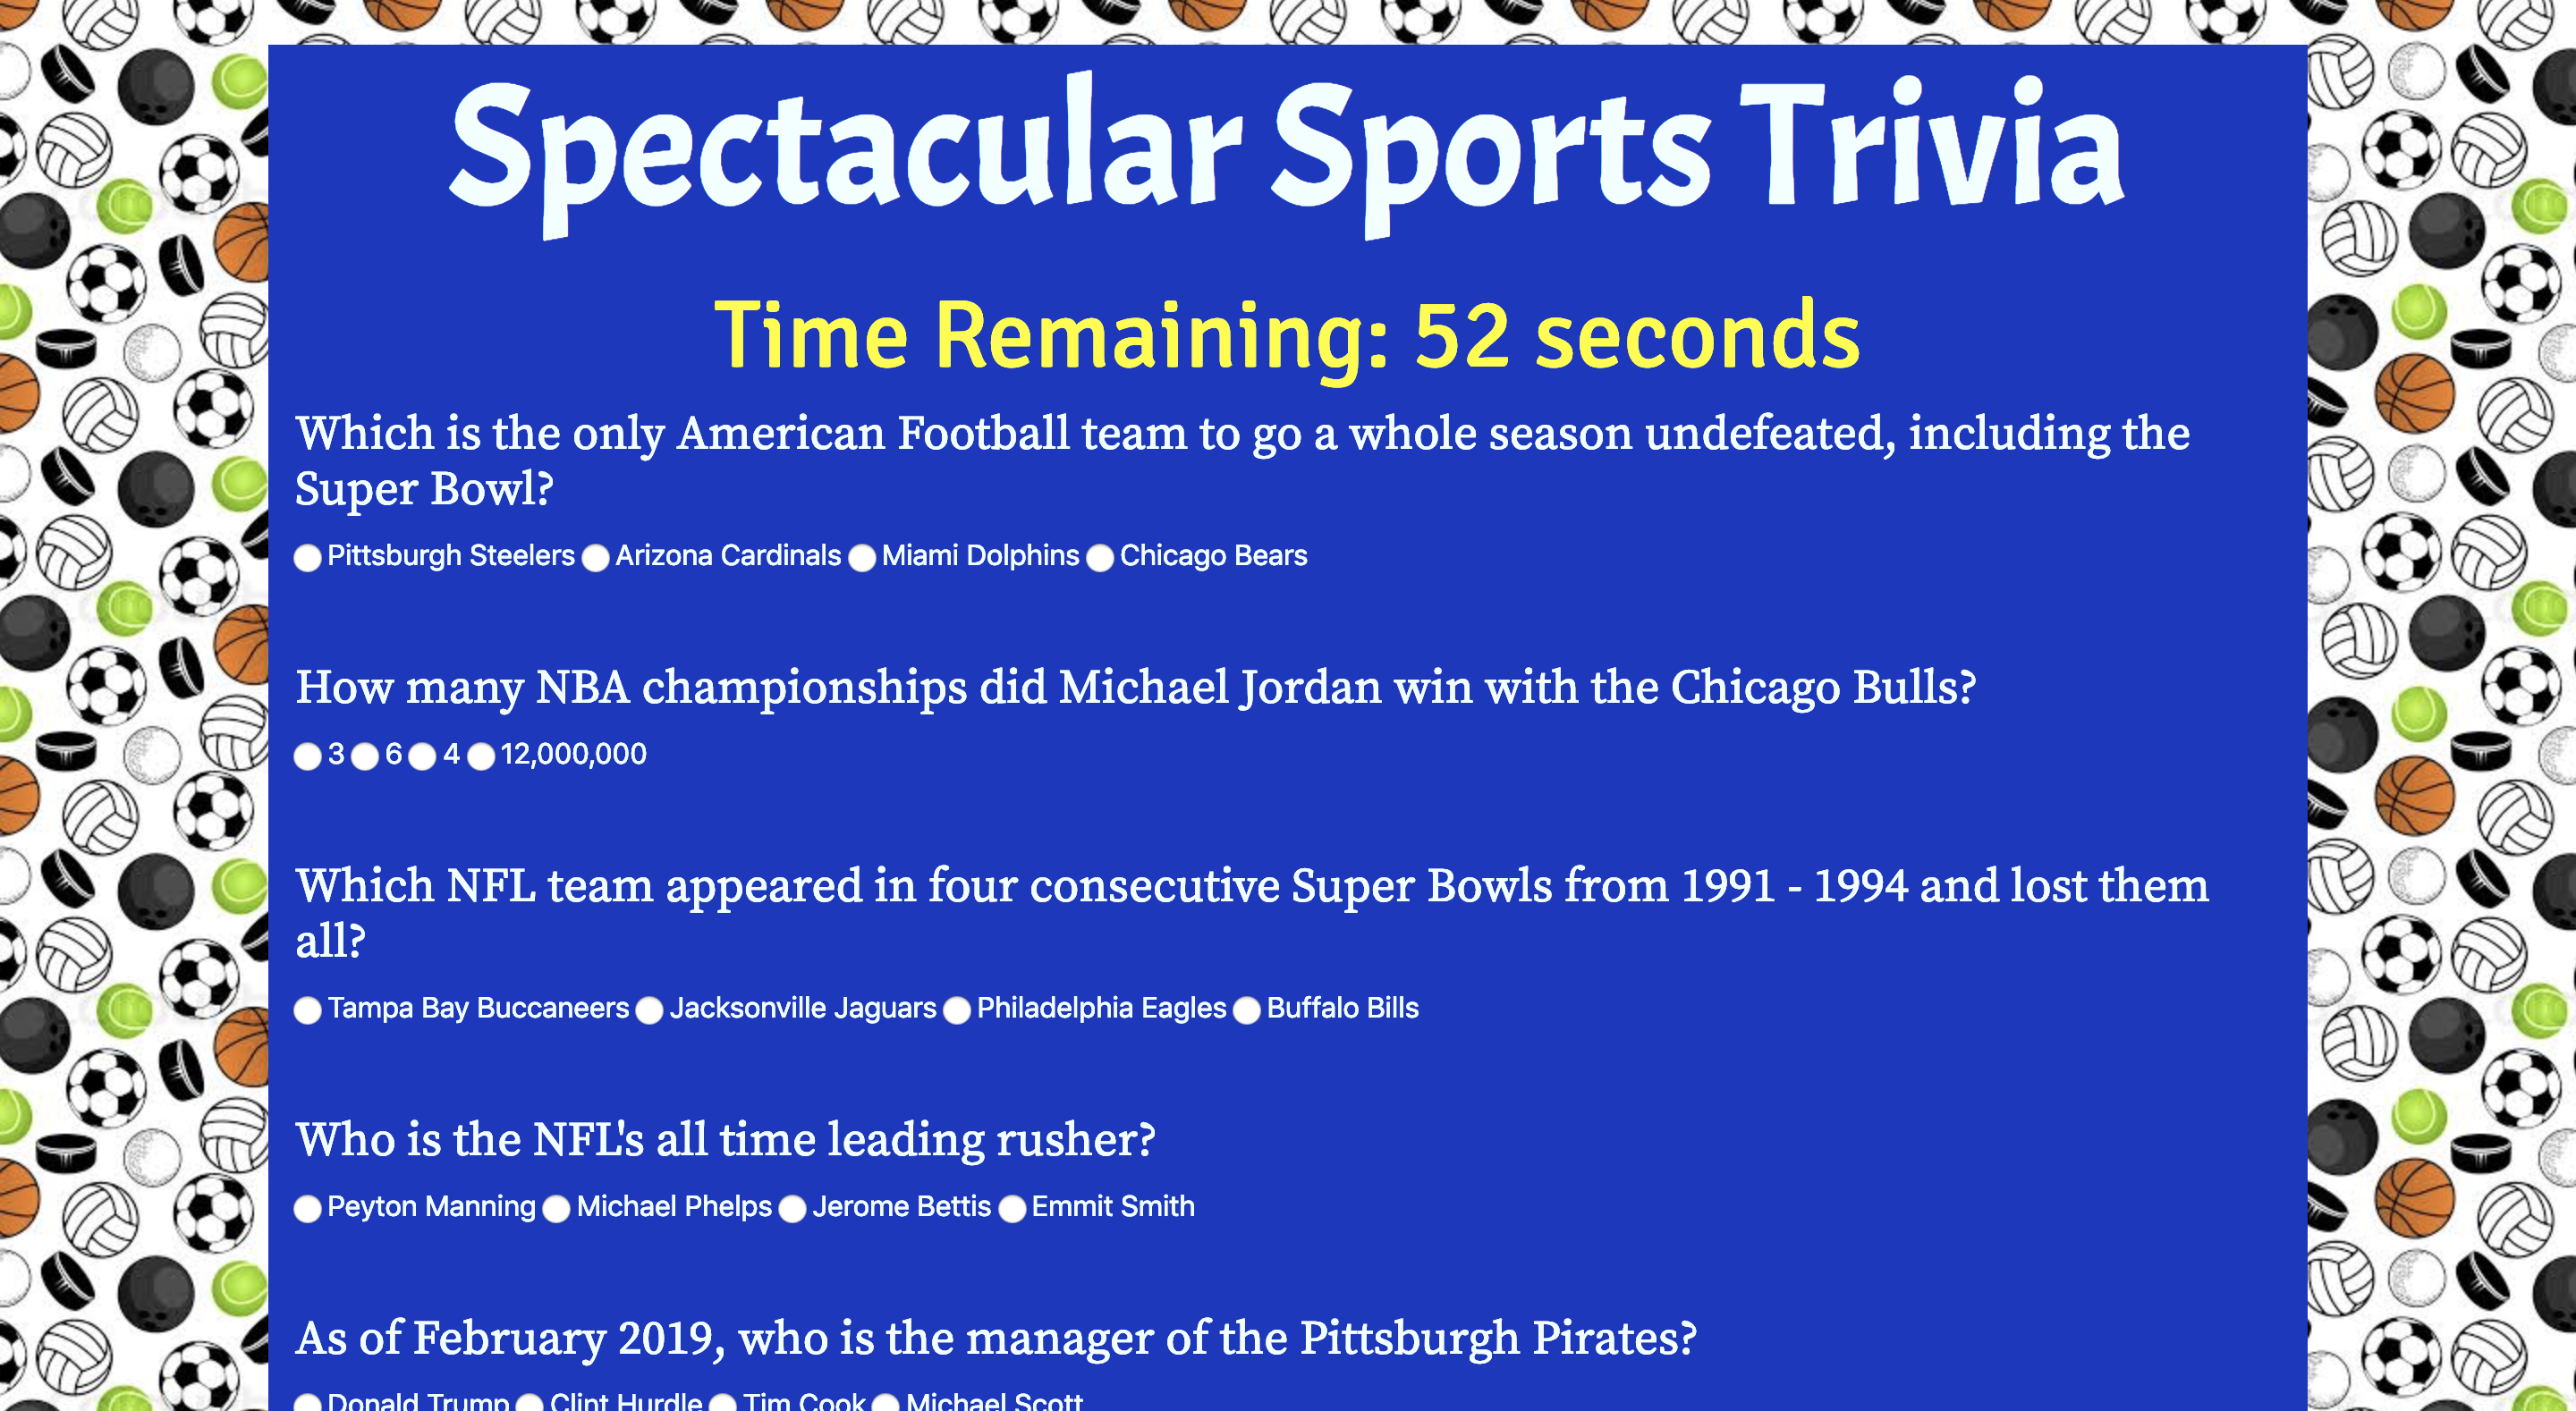 Spectacular Sports Trivia
Time Remaining: 52 seconds
Which is the only American Football team to go a whole season undefeated, including the
Super Bowl?
Pittsburgh Steelers Arizona Cardinals Miami Dolphins Chicago Bears
How many NBA championships did Michael Jordan win with the Chicago Bulls?
3 6 4 12,000,000
Which NFL team appeared in four consecutive Super Bowls from 1991 - 1994 and lost them
all?
Tampa Bay Buccaneers Jacksonville Jaguars Philadelphia Eagles Buffalo Bills
Who is the NFL's all time leading rusher?
Peyton Manning Michael Phelps Jerome Bettis Emmit Smith
As of February 2019, who is the manager of the Pittsburgh Pirates?
Donald Trump Clint Hurdle Tim Cook Michael Scott